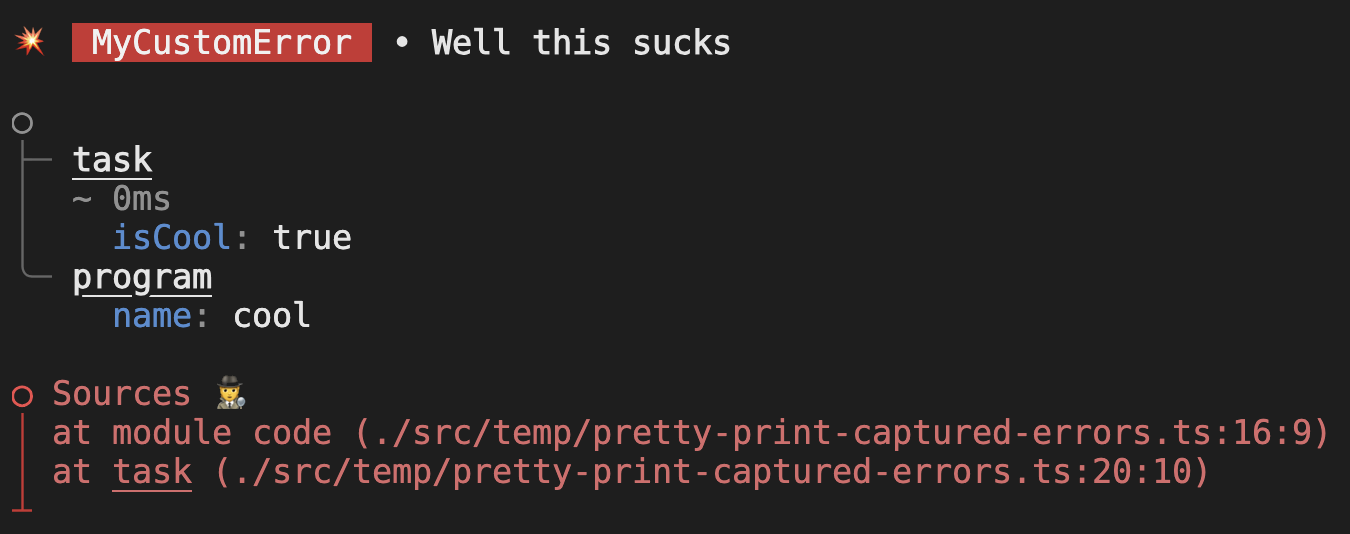 💥 MyCustomError • Well this sucks
task
~ 0ms
isCool: true
program
name: cool
Sources 🕵️
at module code (./src/temp/pretty-print-captured-errors.ts:16:9)
at task (./src/temp/pretty-print-captured-errors.ts:20:10)